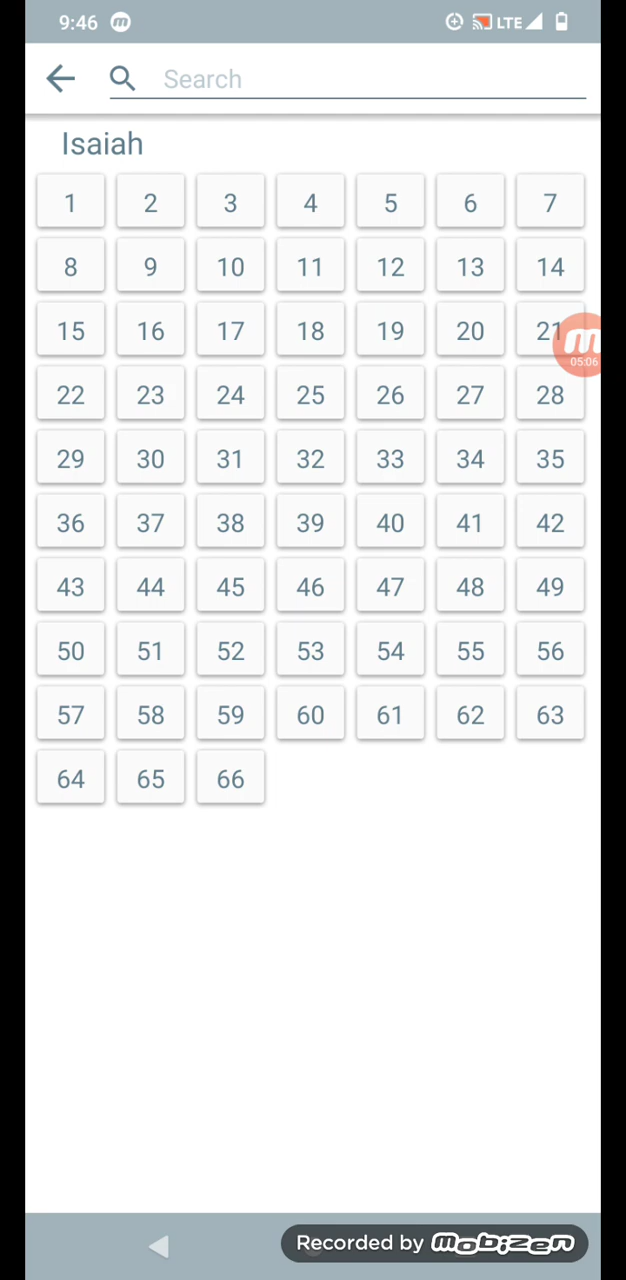 9:46 m LTE
Search
Isaiah
1 2 3 4 5 6 7
8 9 10 11 12 13 14
15 16 17 18 19 20 21
m
05:06
22 23 24 25 26 27 28
29 30 31 32 33 34 35
36 37 38 39 40 41 42
43 44 45 46 47 48 49
50 51 52 53 54 55 56
57 58 59 60 61 62 63
64 65 66
Recorded by mobizen